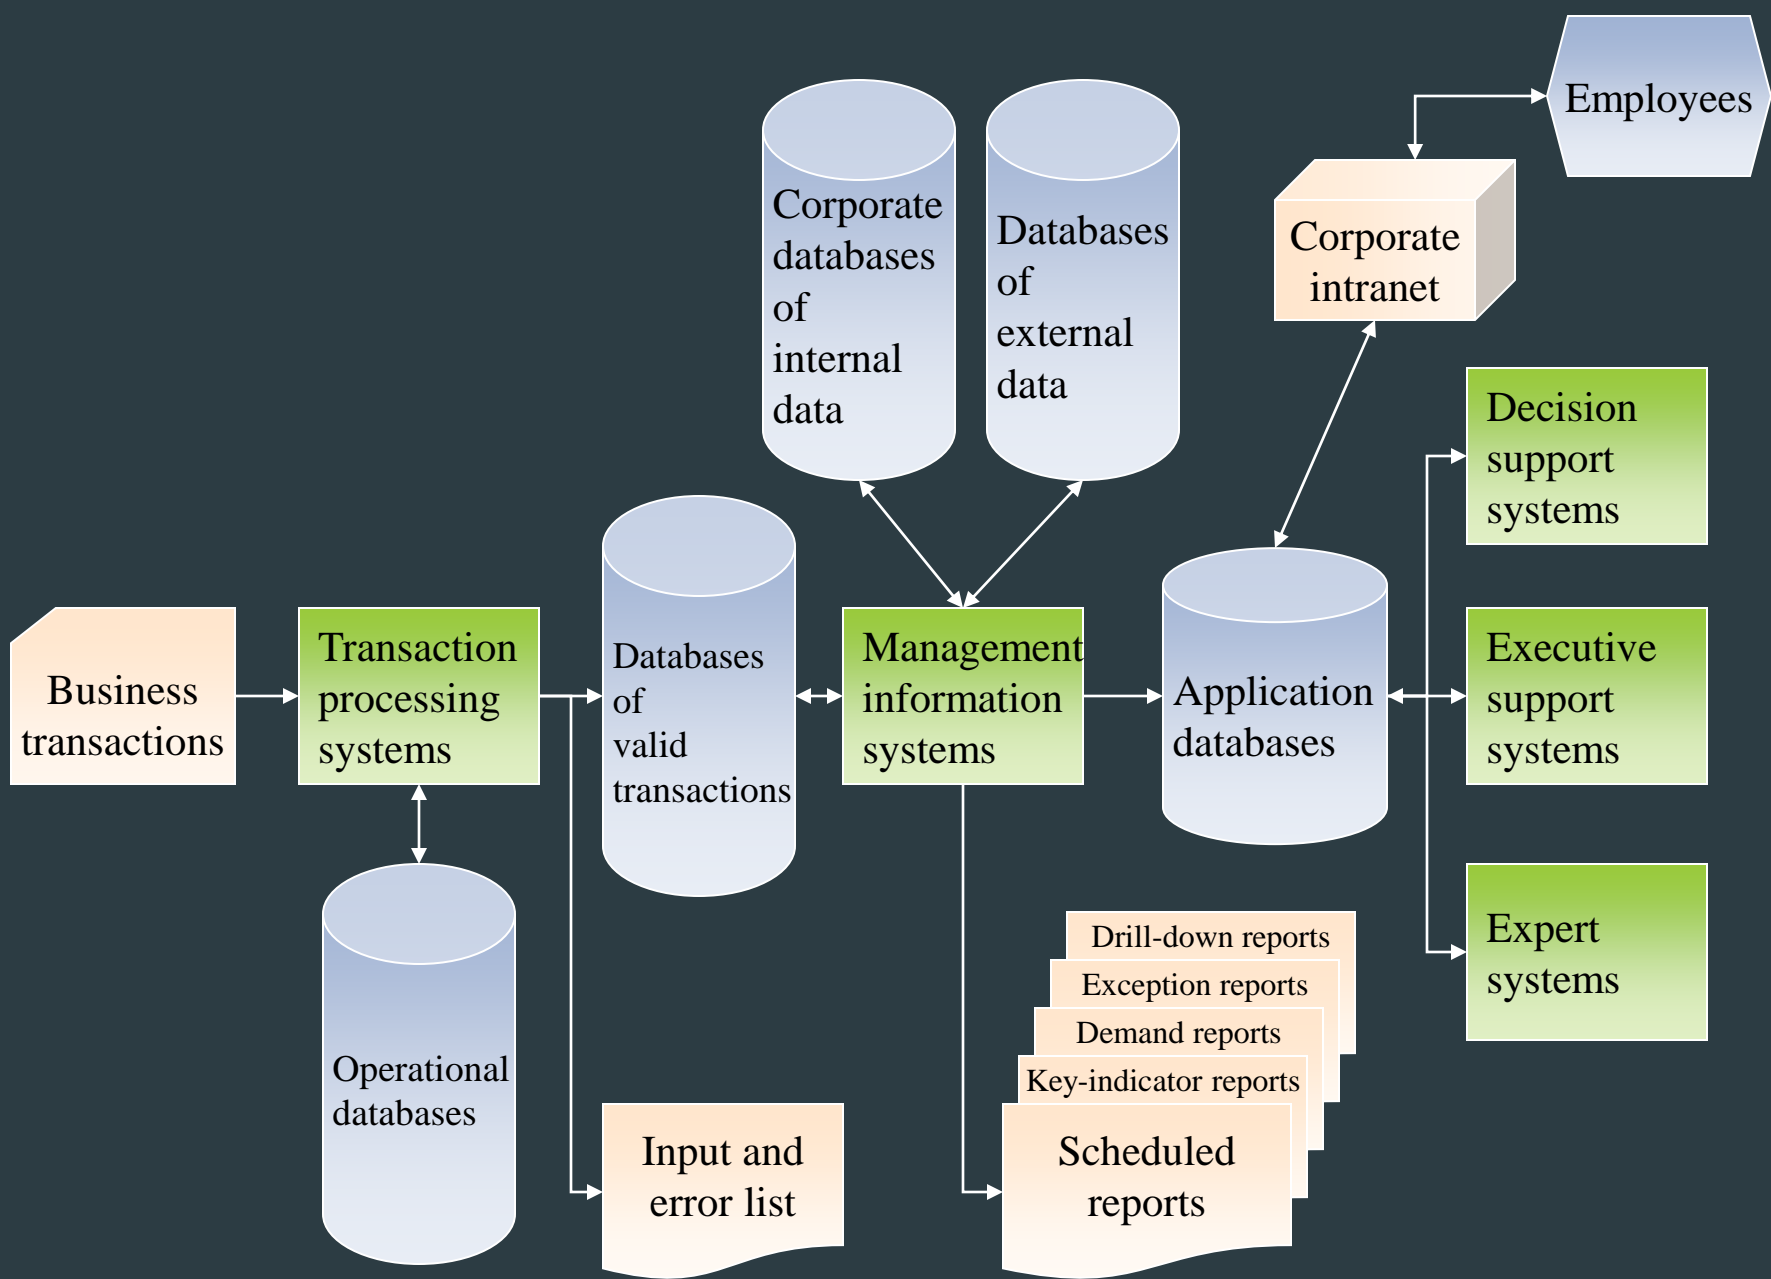 Employees
Corporate
databases
of
internal
data
Databases
of
external
data
Corporate
intranet
Decision
support
systems
Business
transactions
Transaction
processing
systems
Databases
of
valid
transactions
Management
information
systems
Application
databases
Executive
support
systems
Operational
databases
Input and
error list
Drill-down reports
Exception reports
Demand reports
Key-indicator reports
Scheduled
reports
Expert
systems